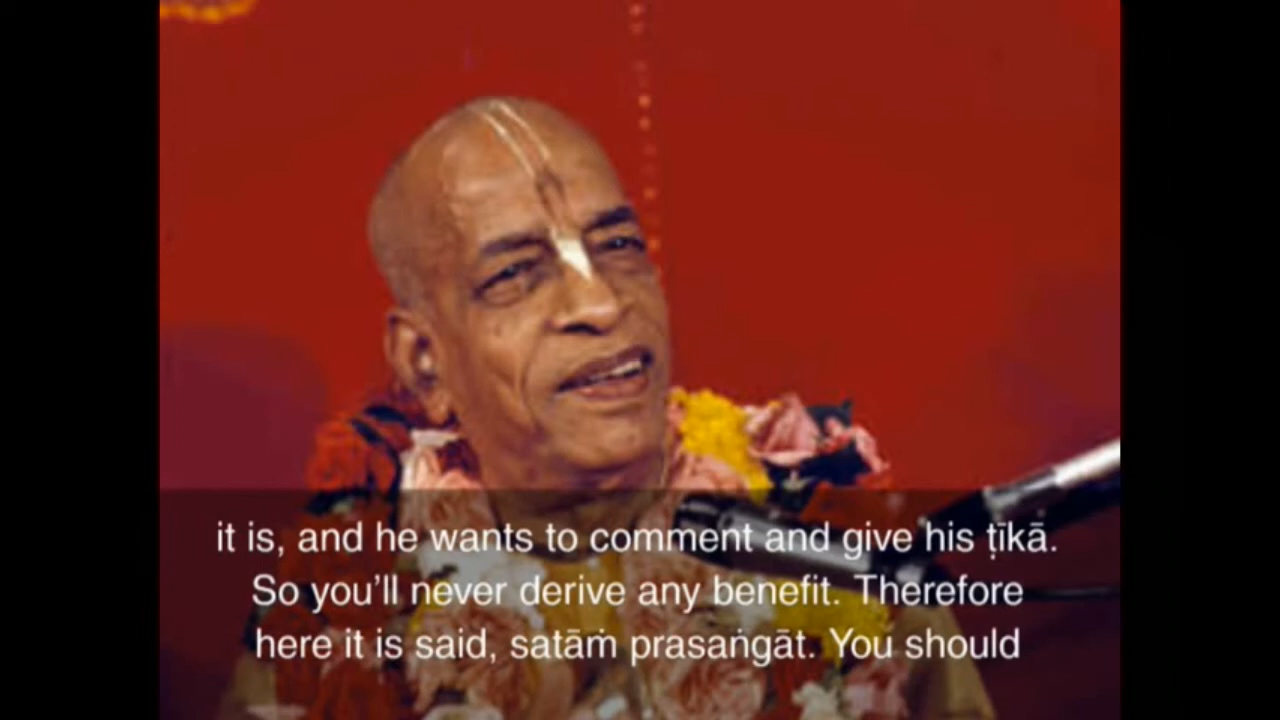 it is, and he wants to comment and give his ṭīkā.
So you’ll never derive any benefit. Therefore
here it is said, satāṁ prasaṅgāt. You should